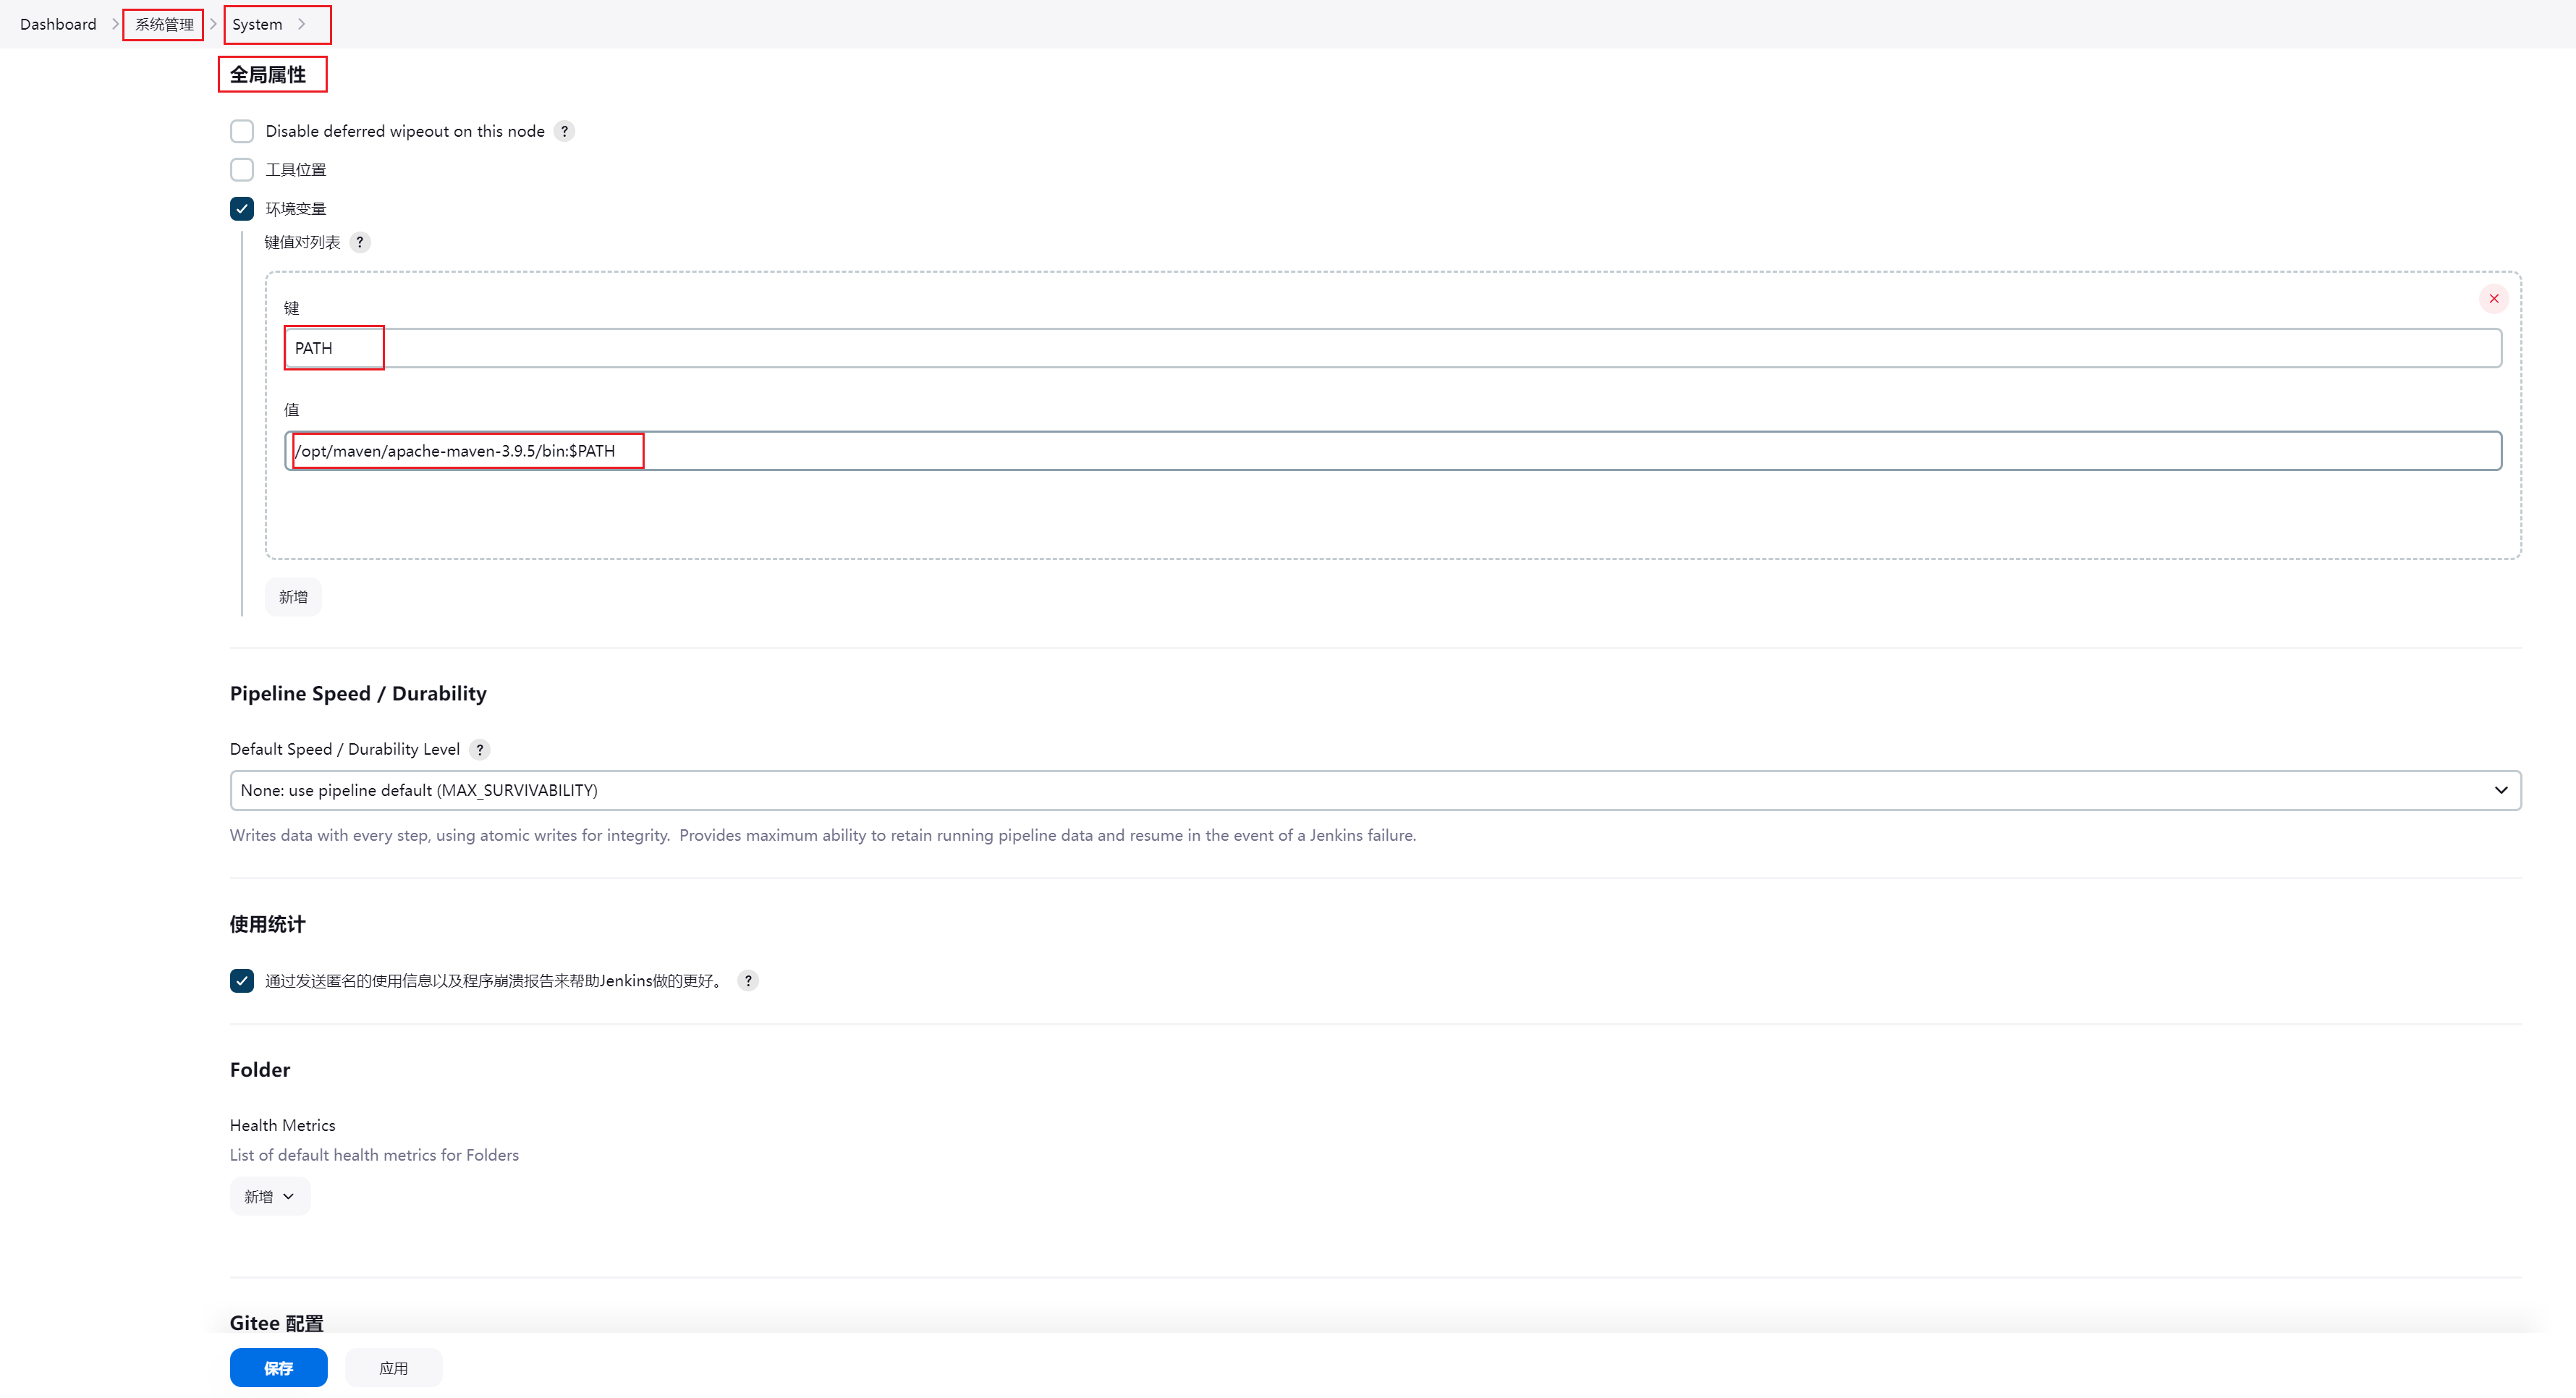 Dashboard > 系统管理 > System >
全局属性
Disable deferred wipeout on this node ?
工具位置
环境变量
键值对列表 ?
键
PATH
值
/opt/maven/apache-maven-3.9.5/bin:$PATH
新增
Pipeline Speed / Durability
Default Speed / Durability Level ?
None: use pipeline default (MAX_SURVIVABILITY)
Writes data with every step, using atomic writes for integrity. Provides maximum ability to retain running pipeline data and resume in the event of a Jenkins failure.
使用统计
通过发送匿名的使用信息以及程序崩溃报告来帮助Jenkins做的更好。 ?
Folder
Health Metrics
List of default health metrics for Folders
新增
Gitee 配置
保存 应用